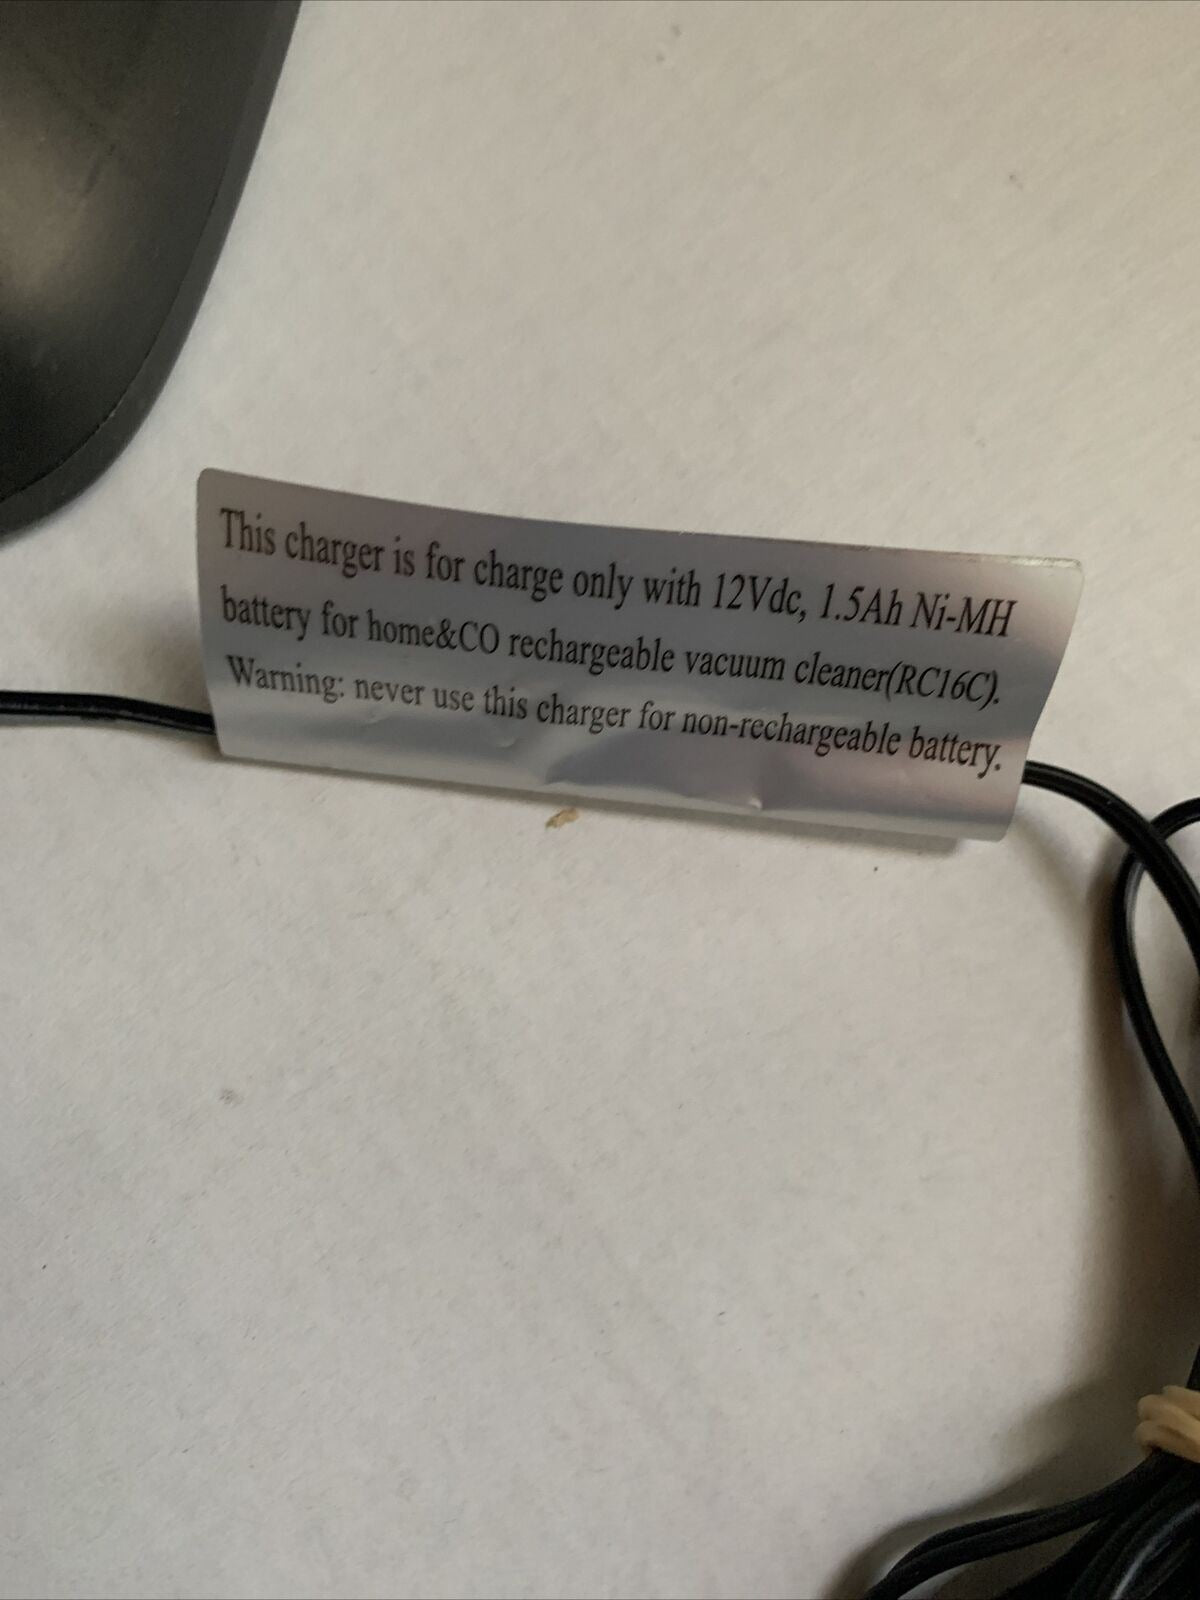 This charger is for charge only with 12Vdc, 1.5Ah Ni-MH
battery for home&CO rechargeable vacuum cleaner(RC16C).
Warning: never use this charger for non-rechargeable battery.